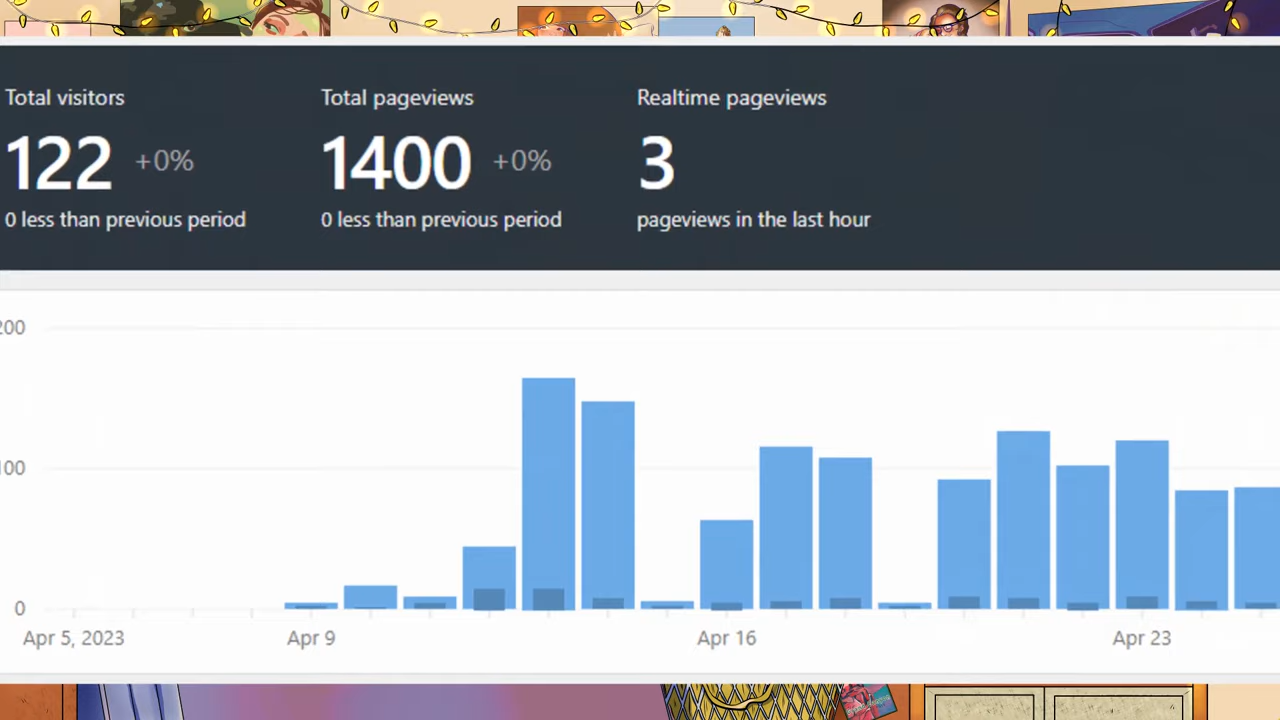 Total visitors
122 +0%
0 less than previous period
Total pageviews
1400 +0%
0 less than previous period
Realtime pageviews
3
pageviews in the last hour
200
100
0
Apr 5, 2023
Apr 9
Apr 16
Apr 23